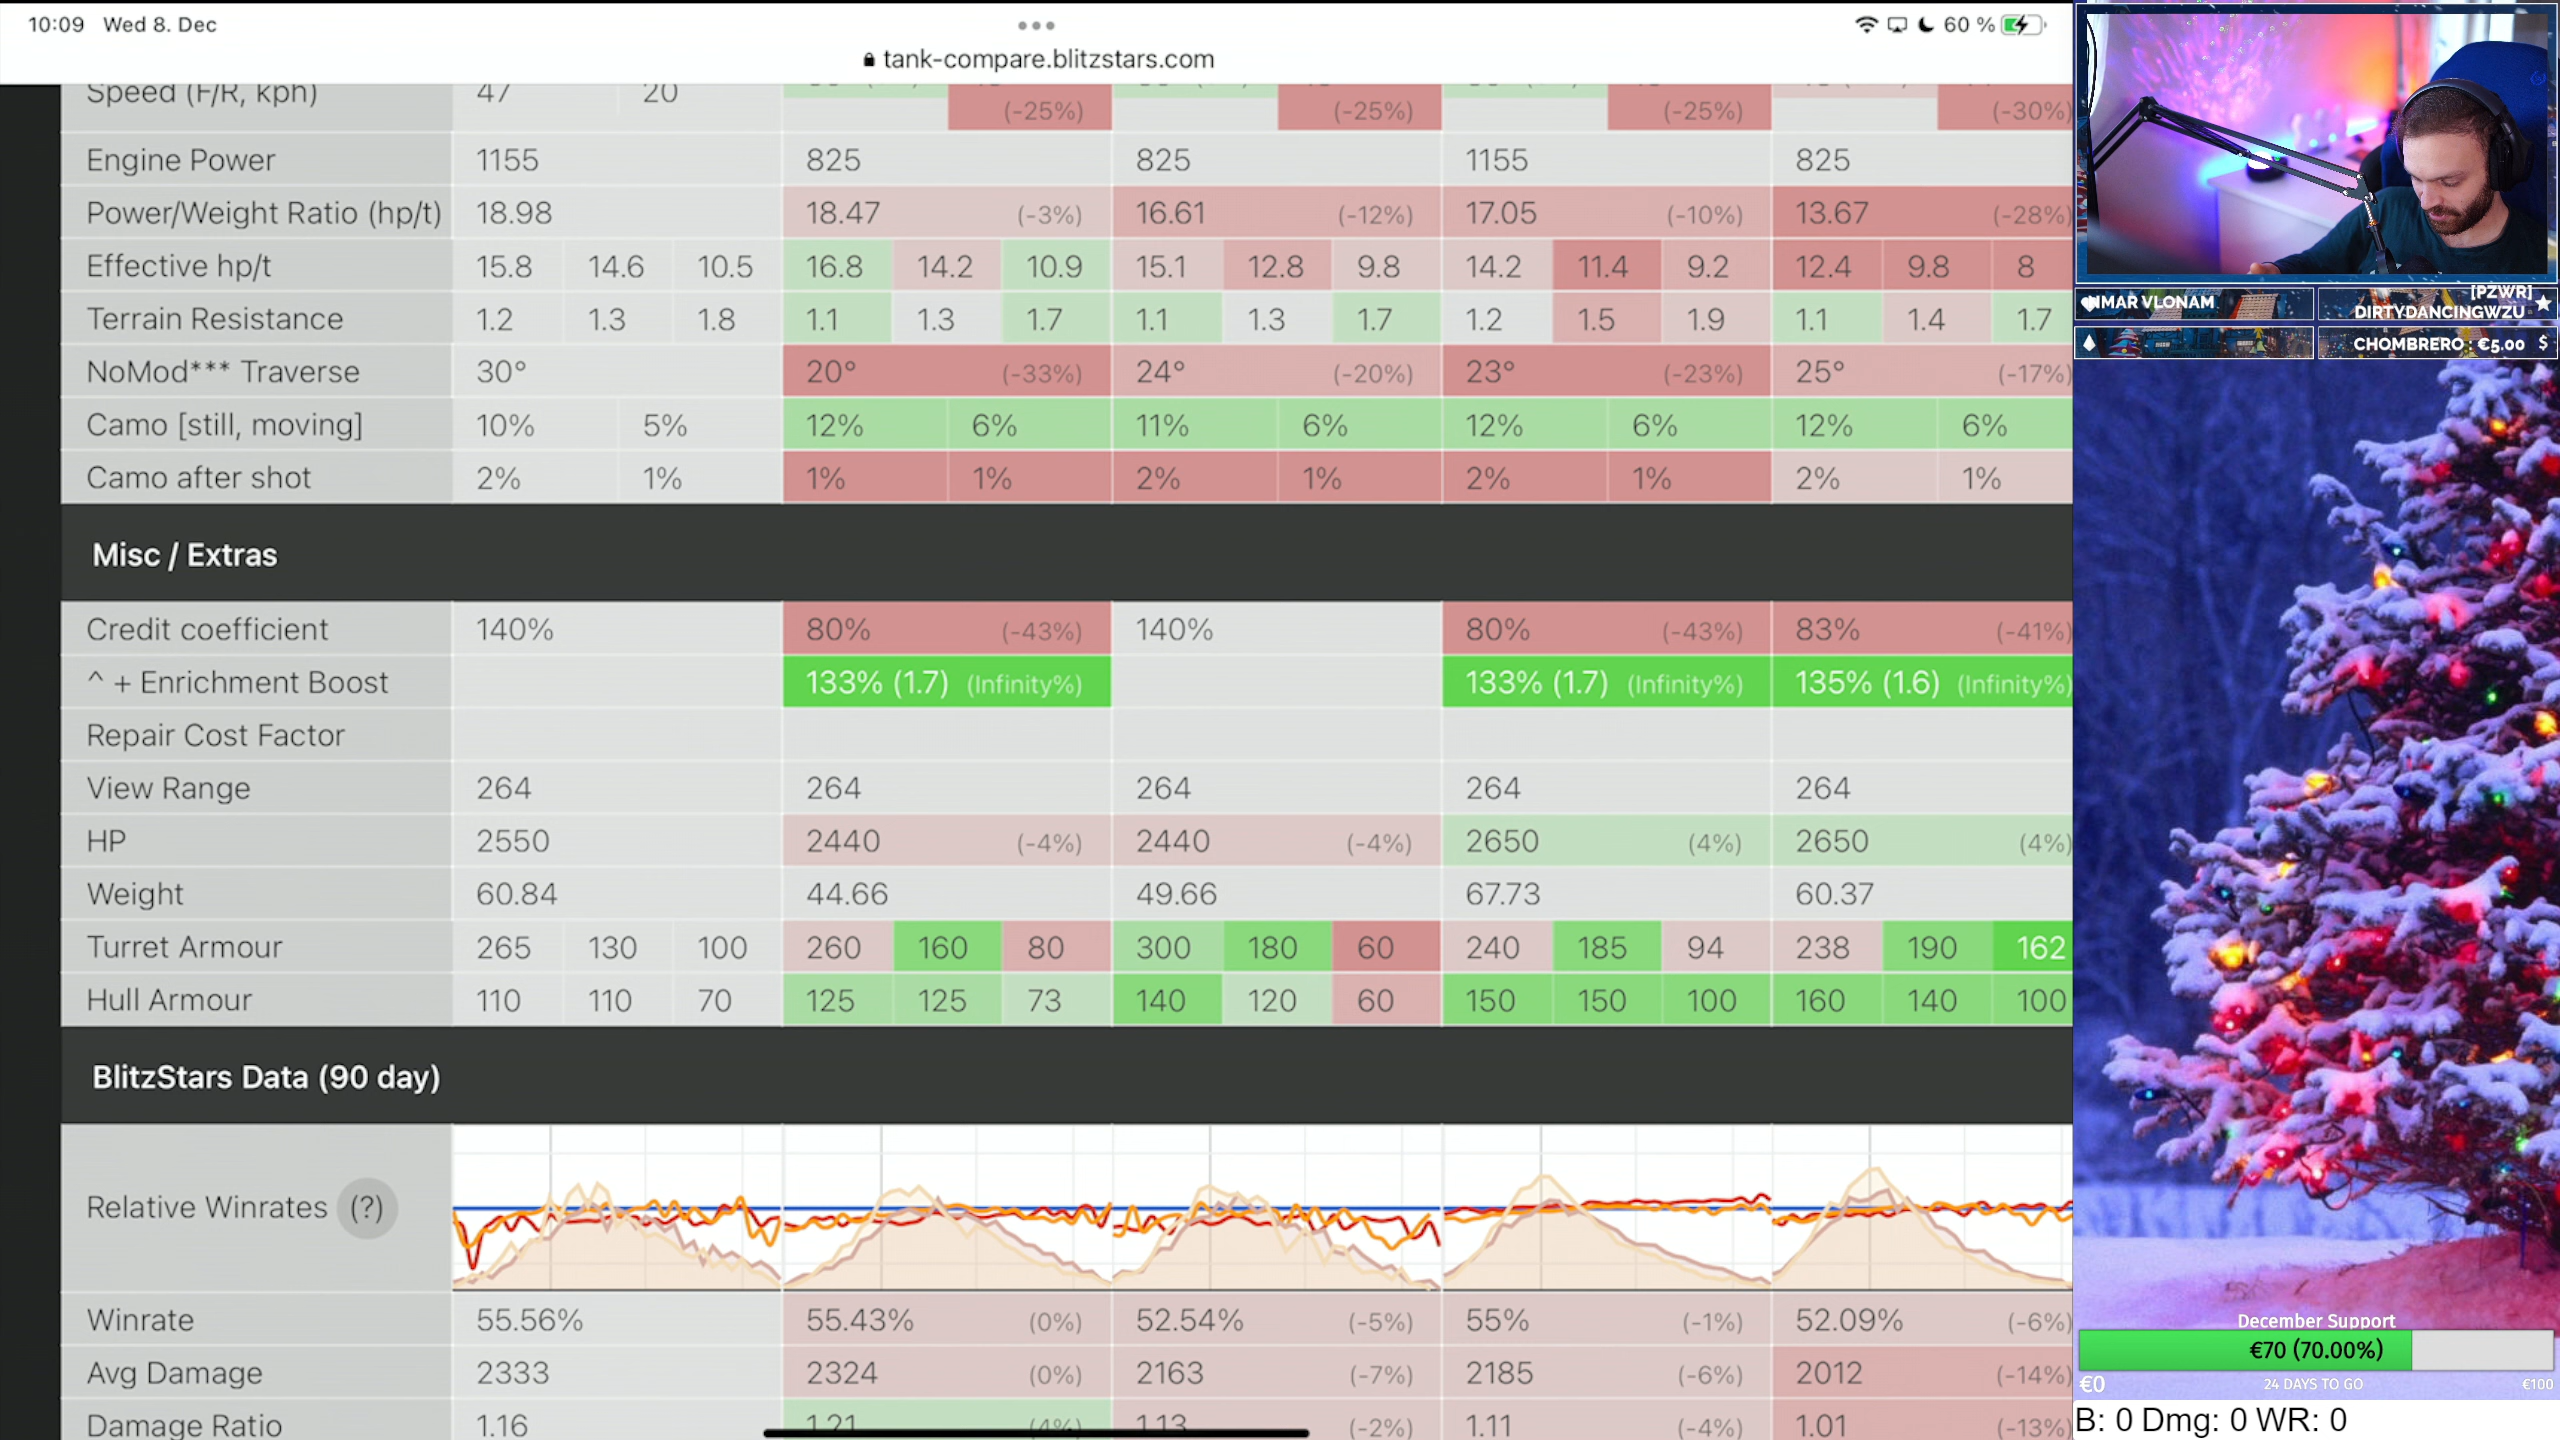 10:09 Wed 8. Dec
60 %
tank-compare.blitzstars.com
Speed (F/R, kph) 47 20 (-25%) (-25%) (-25%) (-30%)
Engine Power 1155 825 825 1155 825
Power/Weight Ratio (hp/t) 18.98 18.47 (-3%) 16.61 (-12%) 17.05 (-10%) 13.67 (-28%)
Effective hp/t 15.8 14.6 10.5 16.8 14.2 10.9 15.1 12.8 9.8 14.2 11.4 9.2 12.4 9.8 8
Terrain Resistance 1.2 1.3 1.8 1.1 1.3 1.7 1.1 1.3 1.7 1.2 1.5 1.9 1.1 1.4 1.7
NoMod*** Traverse 30° 20° (-33%) 24° (-20%) 23° (-23%) 25° (-17%)
Camo [still, moving] 10% 5% 12% 6% 11% 6% 12% 6% 12% 6%
Camo after shot 2% 1% 1% 1% 2% 1% 2% 1% 2% 1%
Misc / Extras
Credit coefficient 140% 80% (-43%) 140% 80% (-43%) 83% (-41%)
^ + Enrichment Boost 133% (1.7) (Infinity%) 133% (1.7) (Infinity%) 135% (1.6) (Infinity%)
Repair Cost Factor
View Range 264 264 264 264 264
HP 2550 2440 (-4%) 2440 (-4%) 2650 (4%) 2650 (4%)
Weight 60.84 44.66 49.66 67.73 60.37
Turret Armour 265 130 100 260 160 80 300 180 60 240 185 94 238 190 162
Hull Armour 110 110 70 125 125 73 140 120 60 150 150 100 160 140 100
BlitzStars Data (90 day)
Relative Winrates (?)
Winrate 55.56% 55.43% (0%) 52.54% (-5%) 55% (-1%) 52.09% (-6%)
Avg Damage 2333 2324 (0%) 2163 (-7%) 2185 (-6%) 2012 (-14%)
Damage Ratio 1.16 1.21 (4%) 1.13 (-2%) 1.11 (-4%) 1.01 (-13%)
VLONAM
[PZWR]
DIRTYDANCINGWZU
CHOMBRERO : €5.00 $
December Support
€70 (70.00%)
€0 24 DAYS TO GO €100
B: 0 Dmg: 0 WR: 0